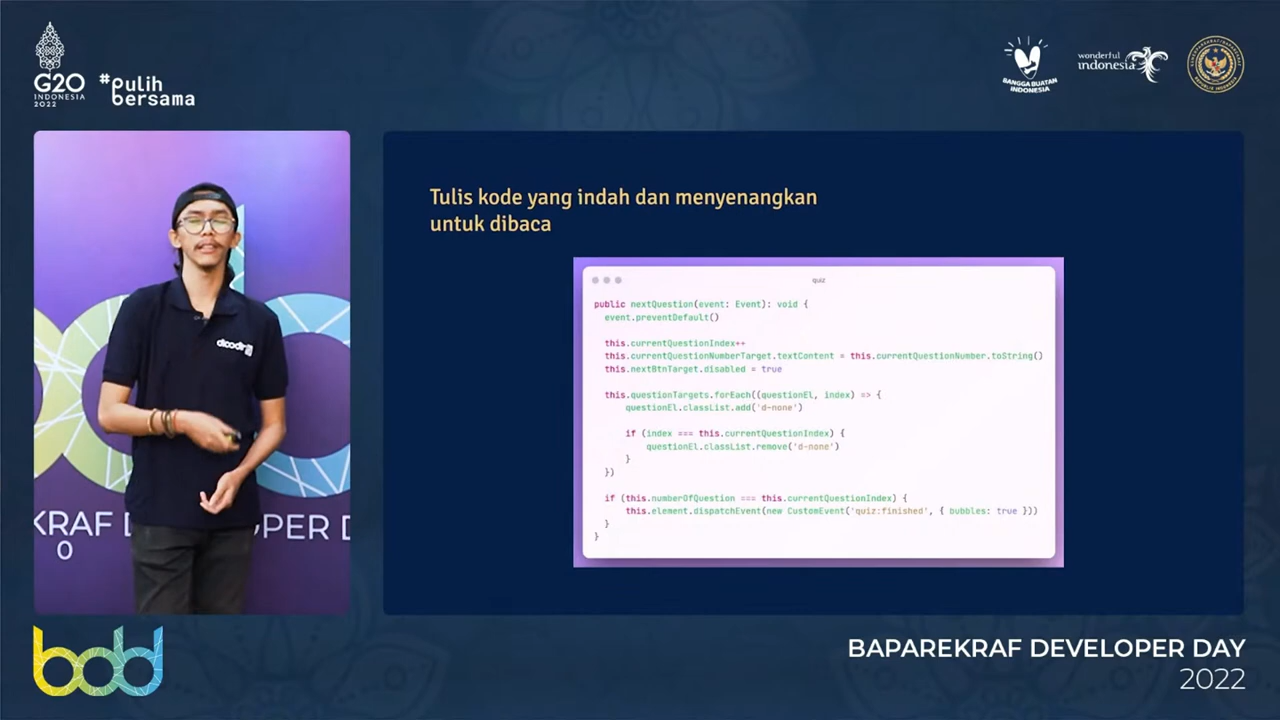 G20
INDONESIA
2022
#pulih
bersama
BANGGA BUATAN
INDONESIA
wonderful
indonesia
dicoding
KRAF D
OPER D
0
Tulis kode yang indah dan menyenangkan
untuk dibaca
quiz
public nextQuestion(event: Event): void {
event.preventDefault()
this.currentQuestionIndex++
this.currentQuestionNumberTarget.textContent = this.currentQuestionNumber.toString()
this.nextBtnTarget.disabled = true
this.questionTargets.forEach((questionEl, index) => {
questionEl.classList.add('d-none')
if (index === this.currentQuestionIndex) {
questionEl.classList.remove('d-none')
}
})
if (this.numberOfQuestion === this.currentQuestionIndex) {
this.element.dispatchEvent(new CustomEvent('quiz:finished', { bubbles: true }))
}
}
bdd
BAPAREKRAF DEVELOPER DAY
2022